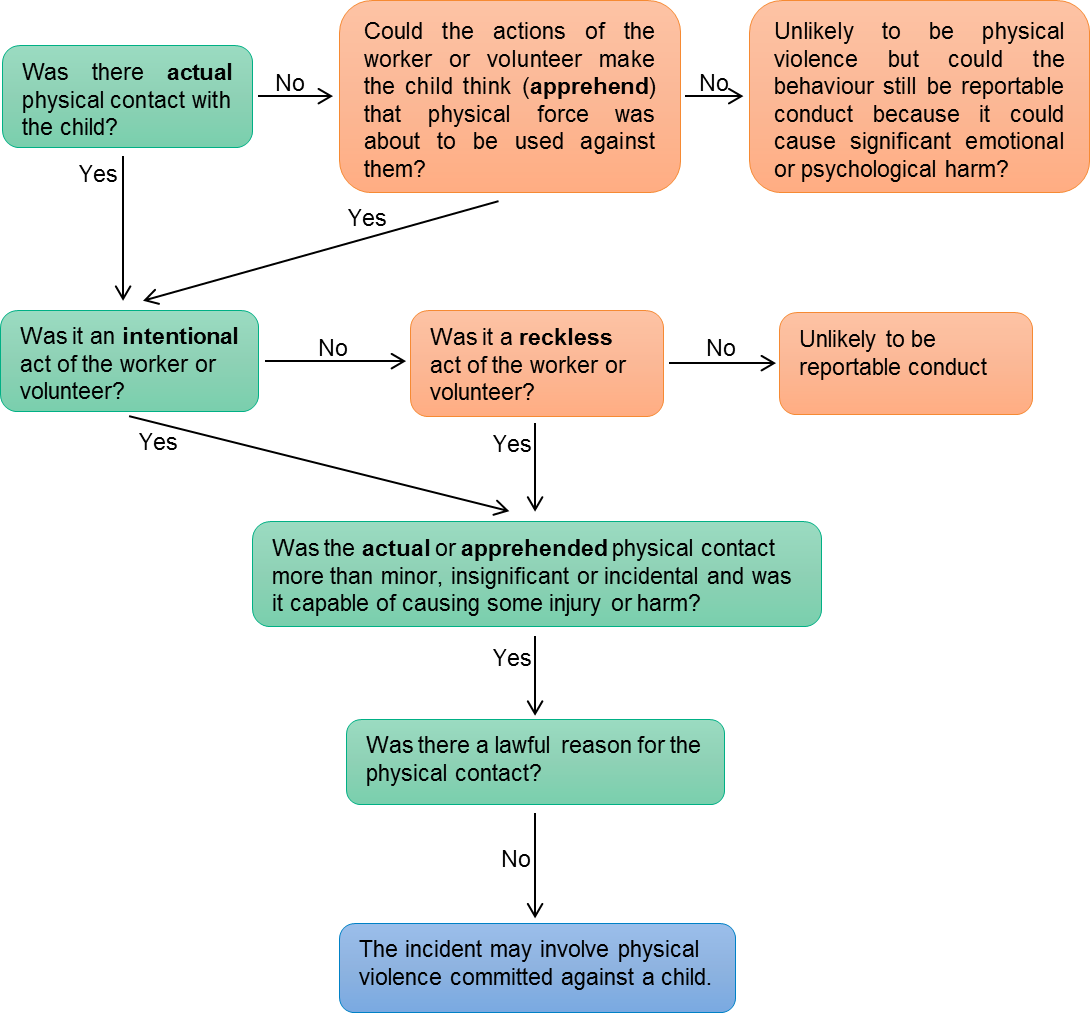 Was there actual
physical contact with
the child?
No
Could the actions of the
worker or volunteer make
the child think (apprehend)
that physical force was
about to be used against
them?
No
Unlikely to be physical
violence but could the
behaviour still be reportable
conduct because it could
cause significant emotional
or psychological harm?
Yes
Yes
Was it an intentional
act of the worker or
volunteer?
No
Was it a reckless
act of the worker or
volunteer?
No
Unlikely to be
reportable conduct
Yes
Yes
Was the actual or apprehended physical contact
more than minor, insignificant or incidental and was
it capable of causing some injury or harm?
Yes
Was there a lawful reason for the
physical contact?
No
The incident may involve physical
violence committed against a child.